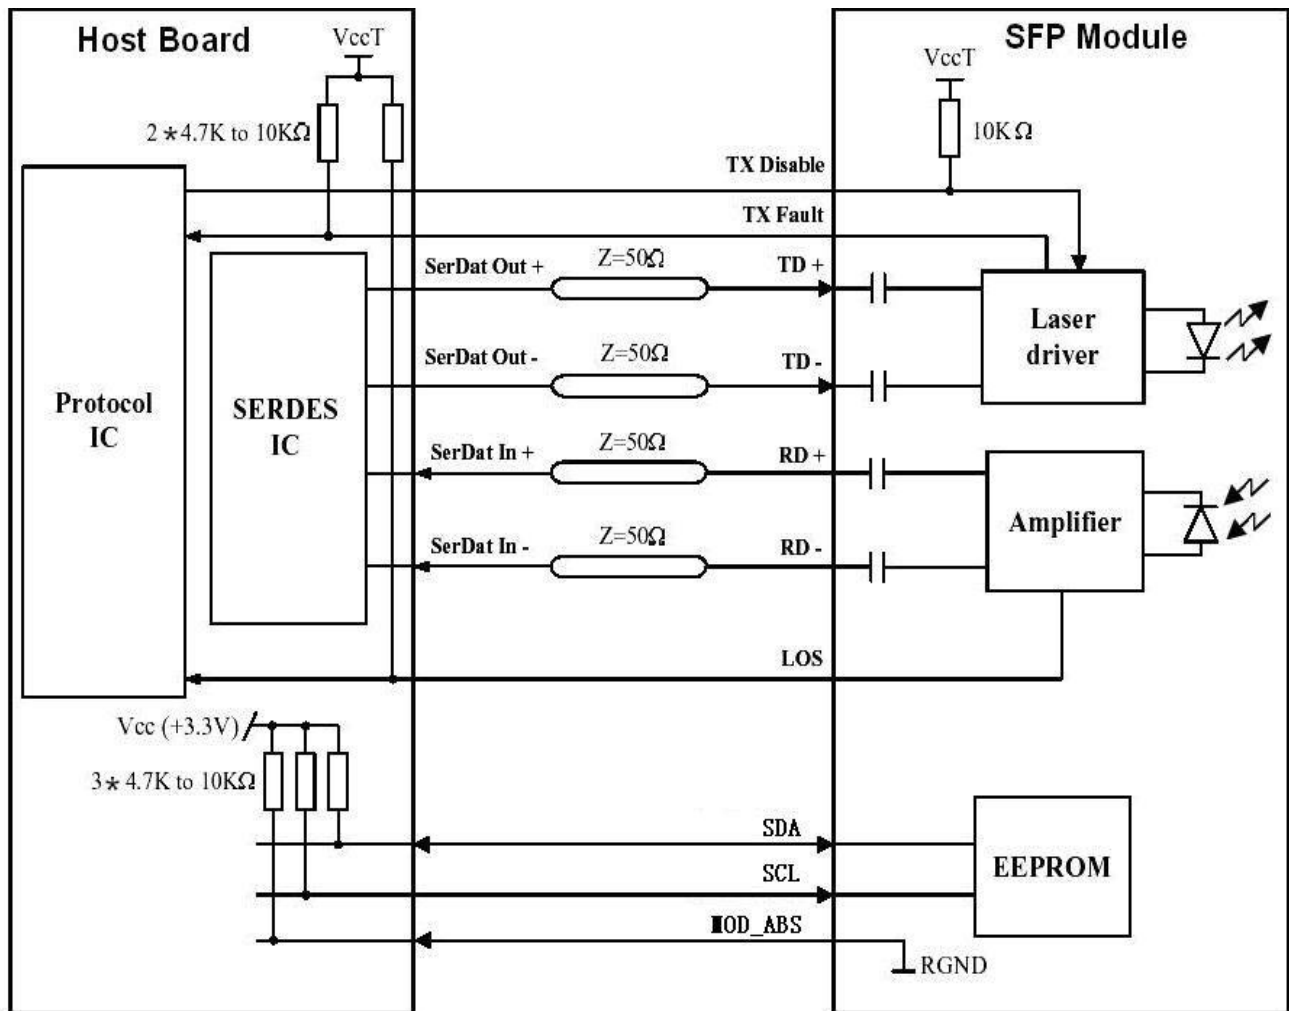 Host Board
SFP Module
VccT
VccT
2*4.7K to 10KΩ
10KΩ
TX Disable
TX Fault
SerDat Out +
Z=50Ω
TD +
Laser
driver
SerDat Out -
Z=50Ω
TD -
Protocol
IC
SERDES
IC
SerDat In +
Z=50Ω
RD +
Amplifier
SerDat In -
Z=50Ω
RD -
LOS
Vcc (+3.3V)
3*4.7K to 10KΩ
SDA
SCL
EEPROM
MOD_ABS
RGND